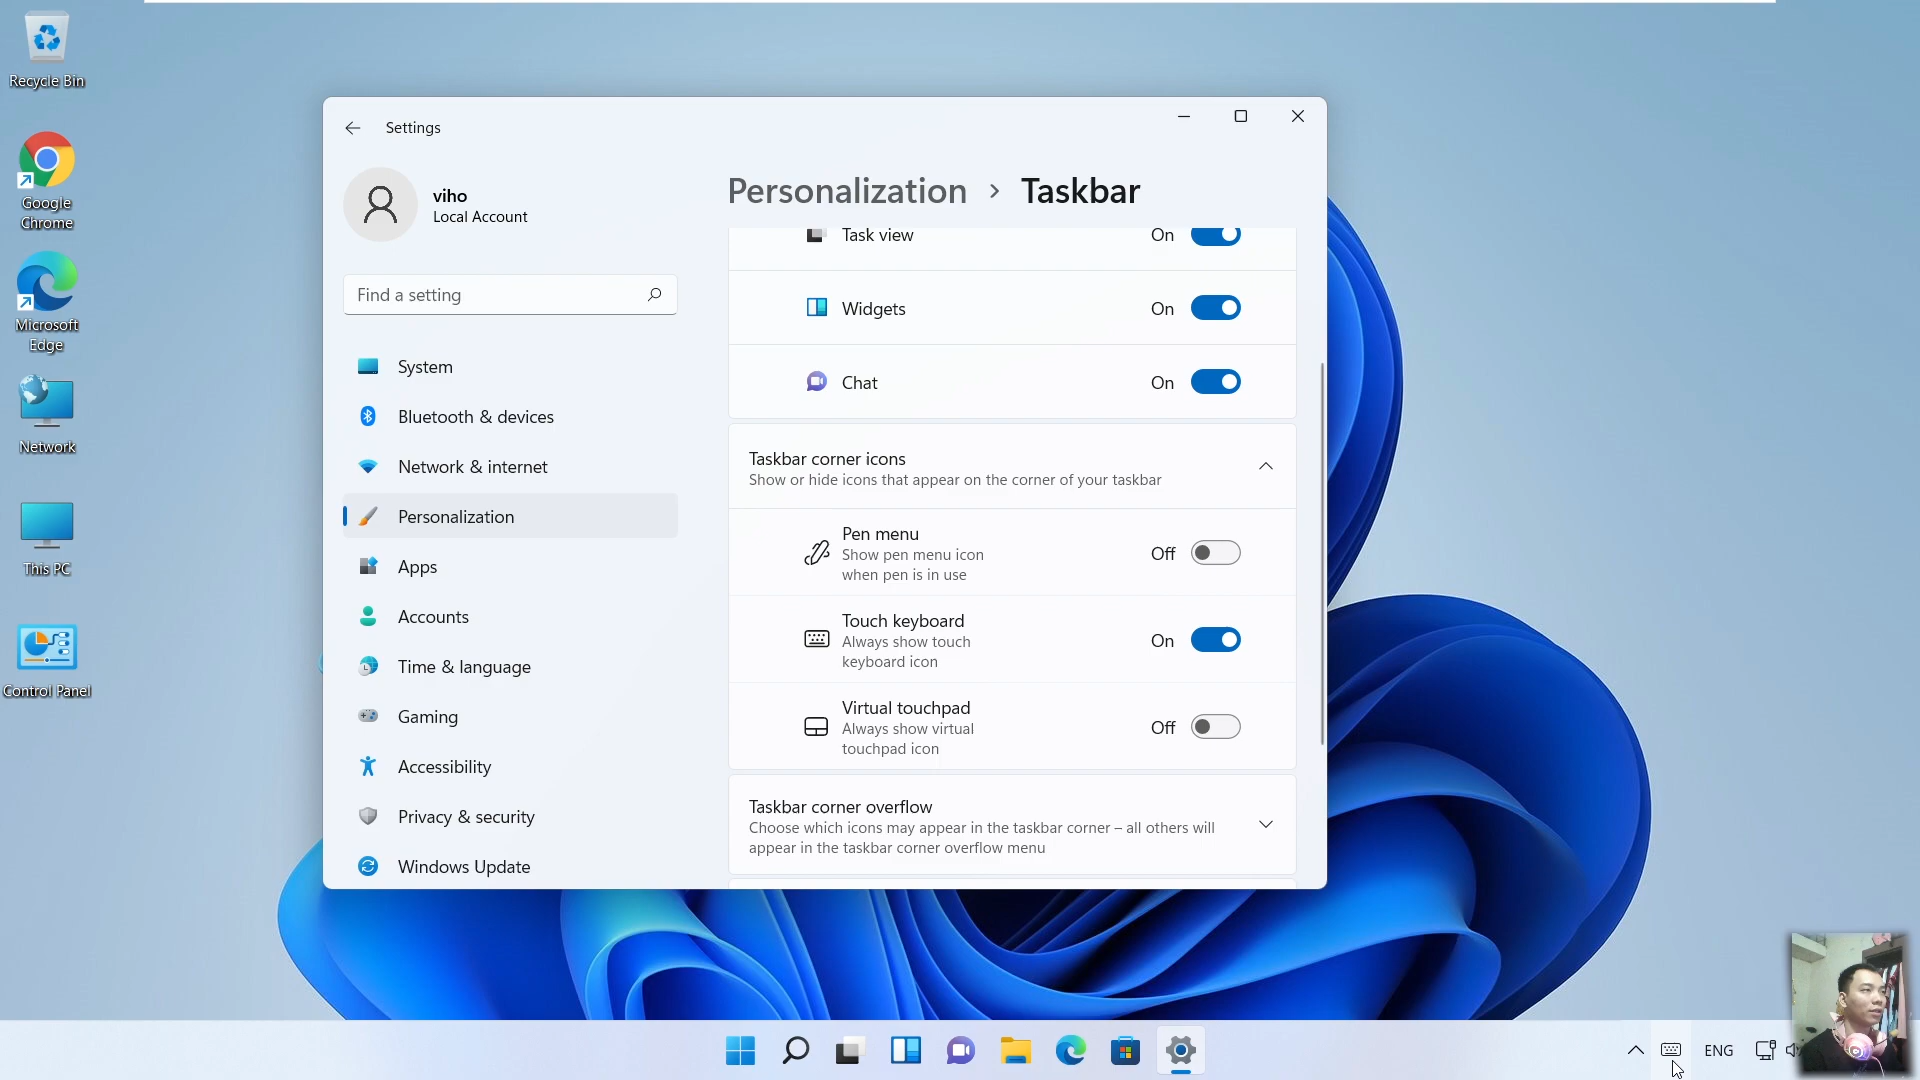 Recycle Bin
Google
Chrome
Microsoft
Edge
Network
This PC
Control Panel
Settings
viho
Local Account
Find a setting
System
Bluetooth & devices
Network & internet
Personalization
Apps
Accounts
Time & language
Gaming
Accessibility
Privacy & security
Windows Update
Personalization > Taskbar
Task view On
Widgets On
Chat On
Taskbar corner icons
Show or hide icons that appear on the corner of your taskbar
Pen menu
Show pen menu icon
when pen is in use
Off
Touch keyboard
Always show touch
keyboard icon
On
Virtual touchpad
Always show virtual
touchpad icon
Off
Taskbar corner overflow
Choose which icons may appear in the taskbar corner – all others will
appear in the taskbar corner overflow menu
ENG